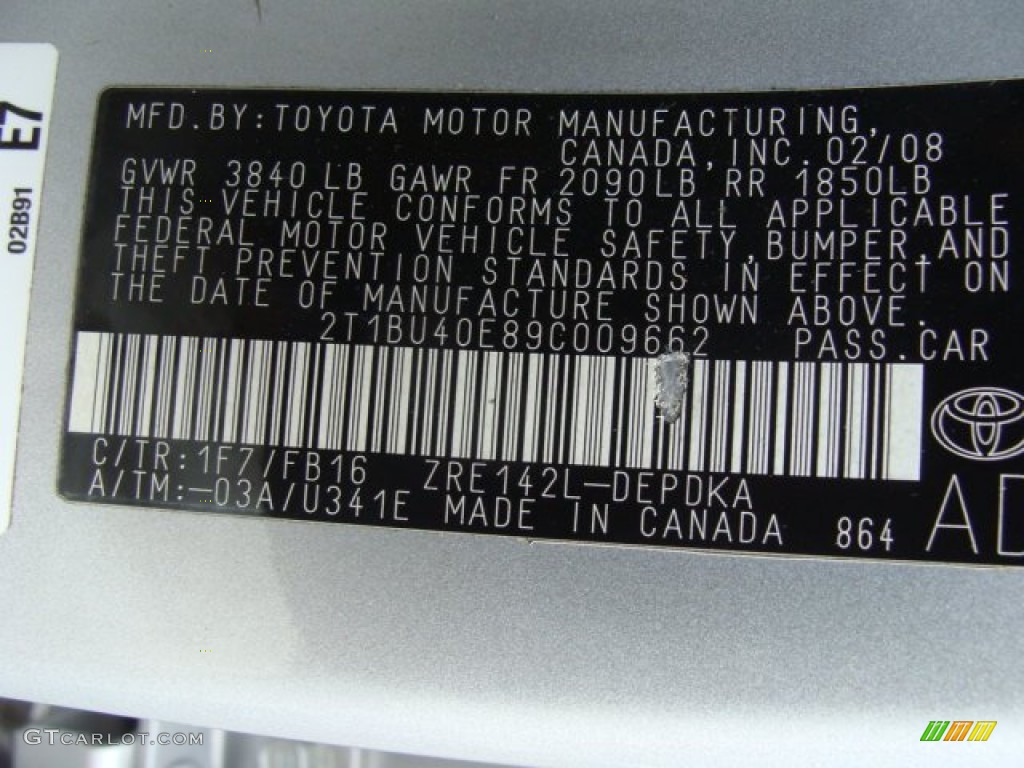 E7
02B91
MFD.BY:TOYOTA MOTOR MANUFACTURING,
CANADA,INC. 02/08
GVWR 3840 LB GAWR FR 2090LB RR 1850LB
THIS VEHICLE CONFORMS TO ALL APPLICABLE
FEDERAL MOTOR VEHICLE SAFETY,BUMPER,AND
THEFT PREVENTION STANDARDS IN EFFECT ON
THE DATE OF MANUFACTURE SHOWN ABOVE.
2T1BU40E89C009662 PASS.CAR
C/TR:1F7/FB16 ZRE142L-DEPDKA
A/TM:-03A/U341E MADE IN CANADA 864
GTCARLOT.COM